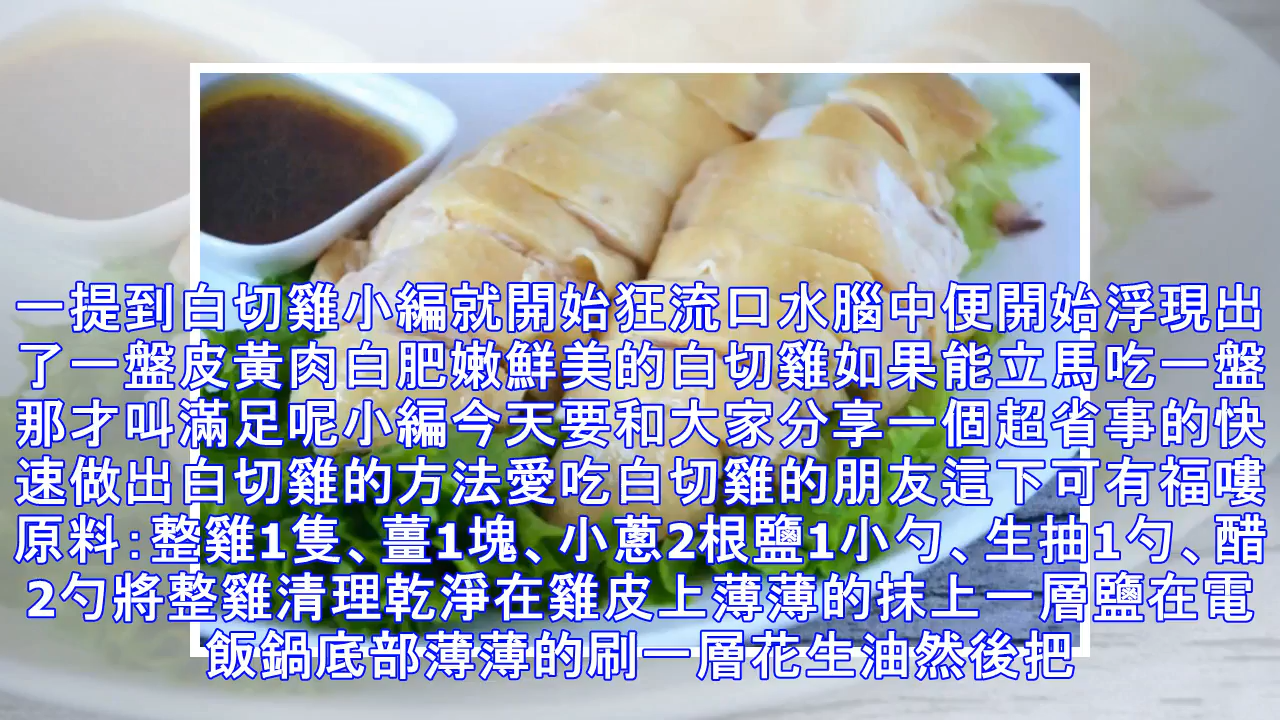 一提到白切雞小編就開始狂流口水腦中便開始浮現出
了一盤皮黃肉白肥嫩鮮美的白切雞如果能立馬吃一盤
那才叫滿足呢小編今天要和大家分享一個超省事的快
速做出白切雞的方法愛吃白切雞的朋友這下可有福嘍
原料:整雞1隻、薑1塊、小蔥2根鹽1小勺、生抽1勺、醋
2勺將整雞清理乾淨在雞皮上薄薄的抹上一層鹽在電
飯鍋底部薄薄的刷一層花生油然後把